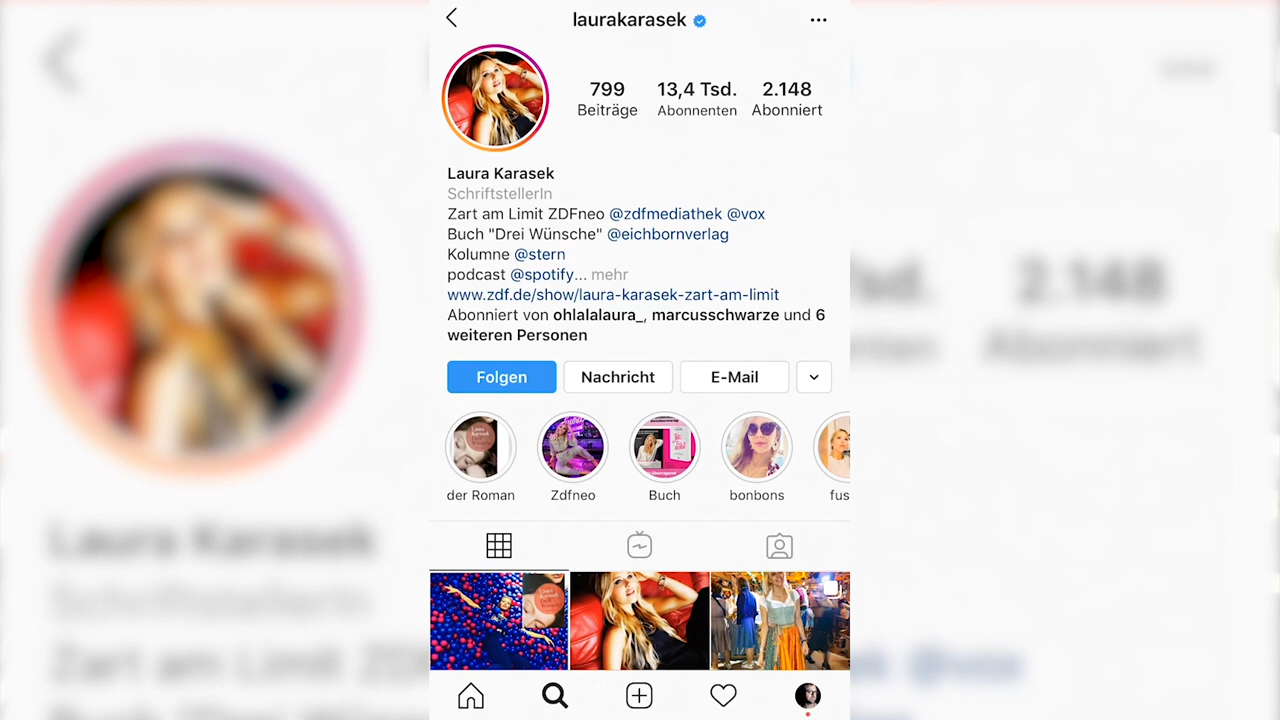 laurakarasek
799 13,4 Tsd. 2.148
Beiträge Abonnenten Abonniert
Laura Karasek
SchriftstellerIn
Zart am Limit ZDFneo @zdfmediathek @vox
Buch "Drei Wünsche" @eichbornverlag
Kolumne @stern
podcast @spotify... mehr
www.zdf.de/show/laura-karasek-zart-am-limit
Abonniert von ohlalalaura_, marcusschwarze und 6
weiteren Personen
Folgen Nachricht E-Mail
der Roman Zdfneo Buch bonbons fus
Laura
Karasek